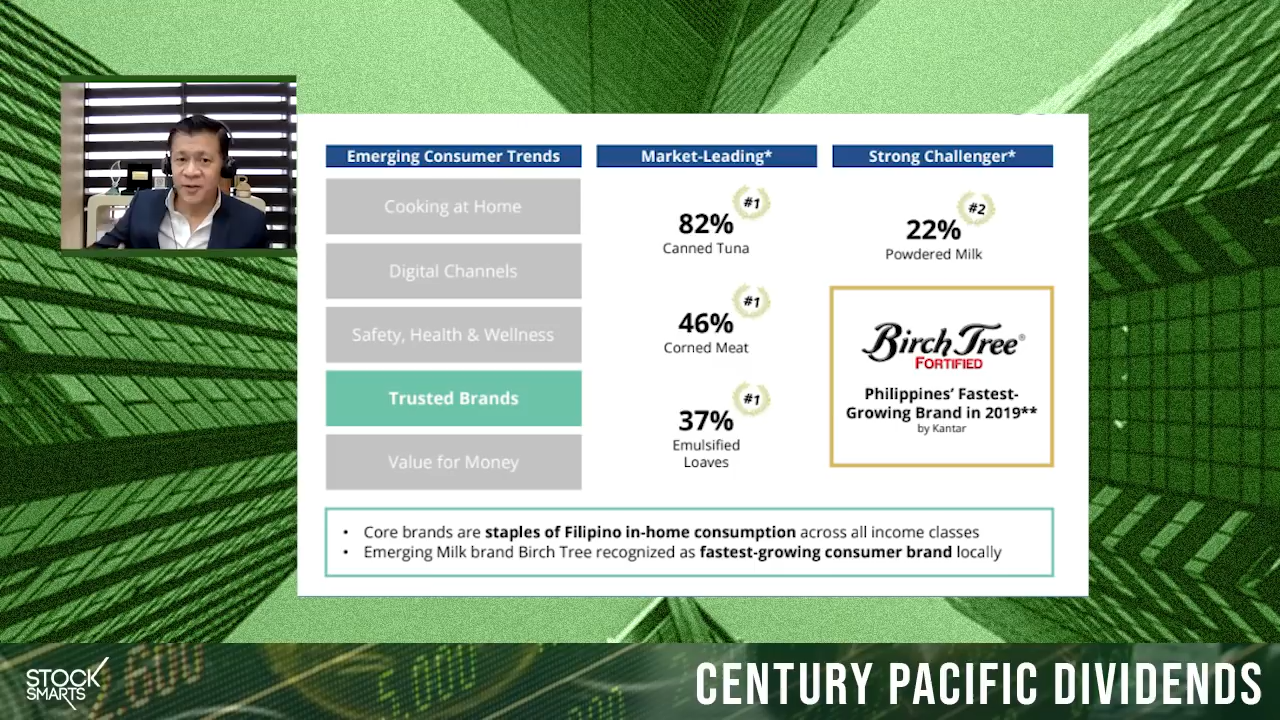 Emerging Consumer Trends
Cooking at Home
Digital Channels
Safety, Health & Wellness
Trusted Brands
Value for Money
Market-Leading*
#1
82%
Canned Tuna
#1
46%
Corned Meat
#1
37%
Emulsified
Loaves
Strong Challenger*
#2
22%
Powdered Milk
Birch Tree®
FORTIFIED
Philippines' Fastest-
Growing Brand in 2019**
by Kantar
• Core brands are staples of Filipino in-home consumption across all income classes
• Emerging Milk brand Birch Tree recognized as fastest-growing consumer brand locally
STOCK
SMARTS
CENTURY PACIFIC DIVIDENDS